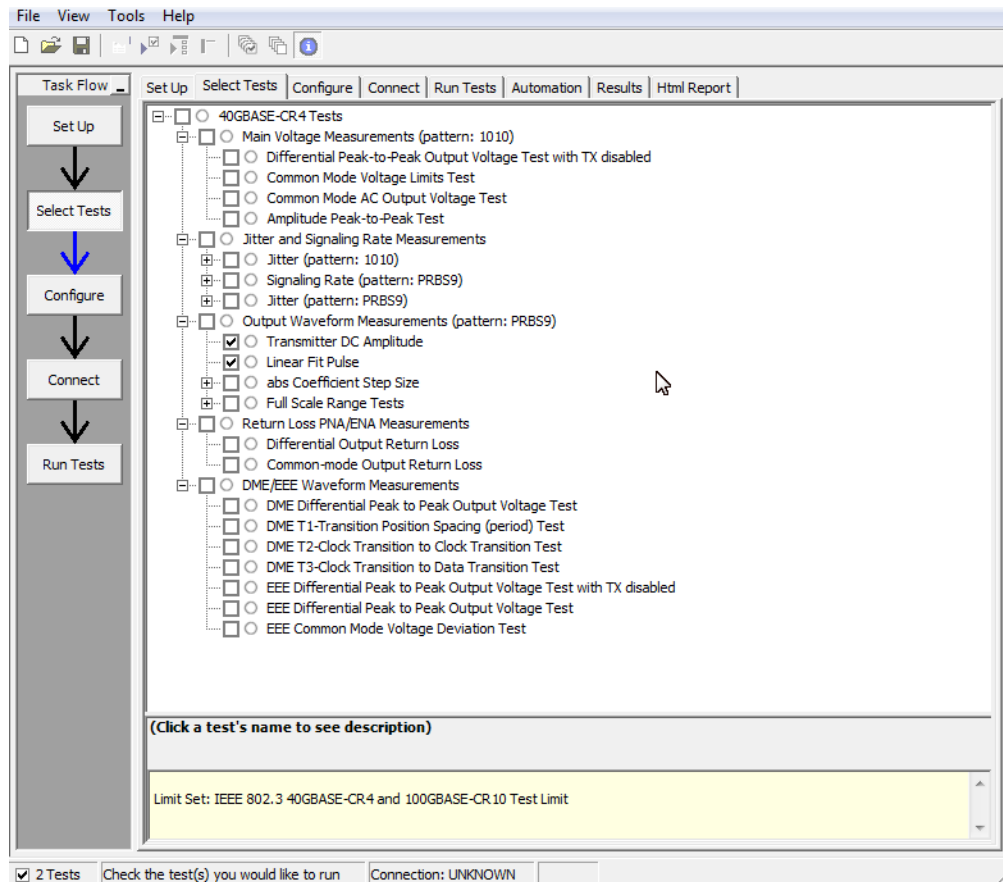 File View Tools Help
Task Flow
Set Up Select Tests Configure Connect Run Tests Automation Results Html Report
Set Up
Select Tests
Configure
Connect
Run Tests
40GBASE-CR4 Tests
Main Voltage Measurements (pattern: 1010)
Differential Peak-to-Peak Output Voltage Test with TX disabled
Common Mode Voltage Limits Test
Common Mode AC Output Voltage Test
Amplitude Peak-to-Peak Test
Jitter and Signaling Rate Measurements
Jitter (pattern: 1010)
Signaling Rate (pattern: PRBS9)
Jitter (pattern: PRBS9)
Output Waveform Measurements (pattern: PRBS9)
Transmitter DC Amplitude
Linear Fit Pulse
abs Coefficient Step Size
Full Scale Range Tests
Return Loss PNA/ENA Measurements
Differential Output Return Loss
Common-mode Output Return Loss
DME/EEE Waveform Measurements
DME Differential Peak to Peak Output Voltage Test
DME T1-Transition Position Spacing (period) Test
DME T2-Clock Transition to Clock Transition Test
DME T3-Clock Transition to Data Transition Test
EEE Differential Peak to Peak Output Voltage Test with TX disabled
EEE Differential Peak to Peak Output Voltage Test
EEE Common Mode Voltage Deviation Test
(Click a test's name to see description)
Limit Set: IEEE 802.3 40GBASE-CR4 and 100GBASE-CR10 Test Limit
2 Tests Check the test(s) you would like to run Connection: UNKNOWN